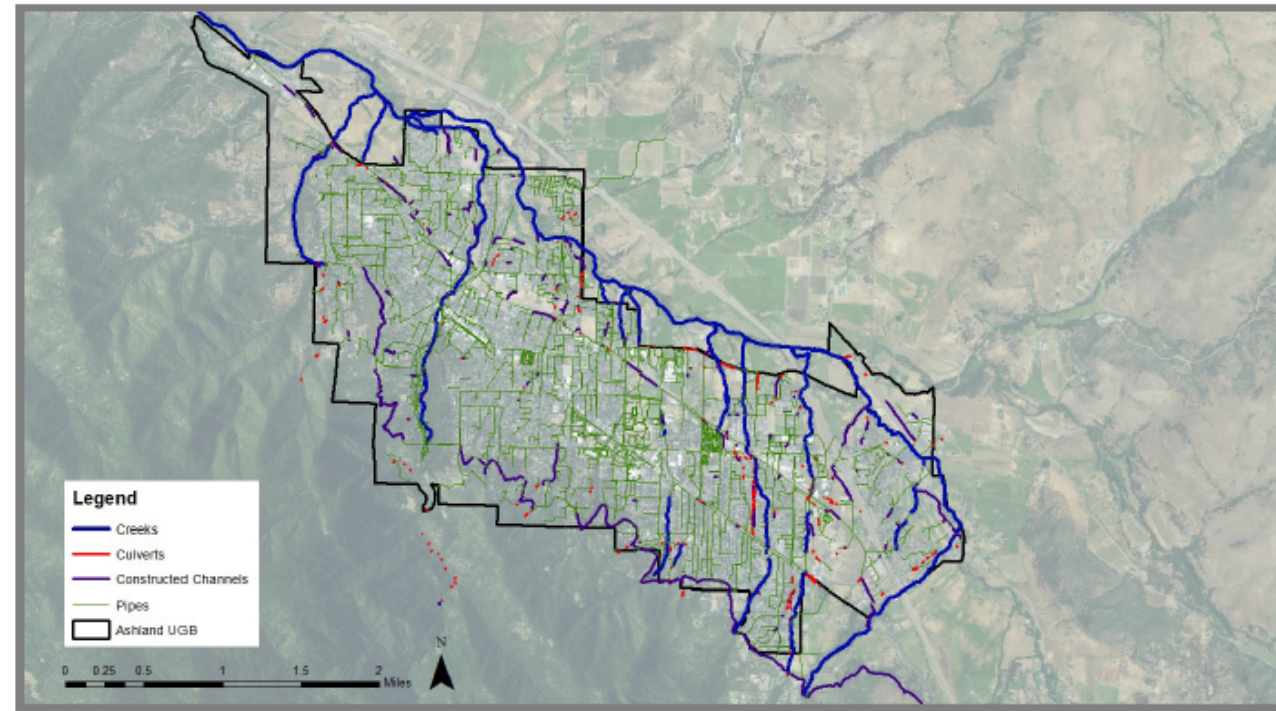 Legend
Creeks
Culverts
Constructed Channels
Pipes
Ashland UGB
N
0 0.25 0.5 1 1.5 2
Miles